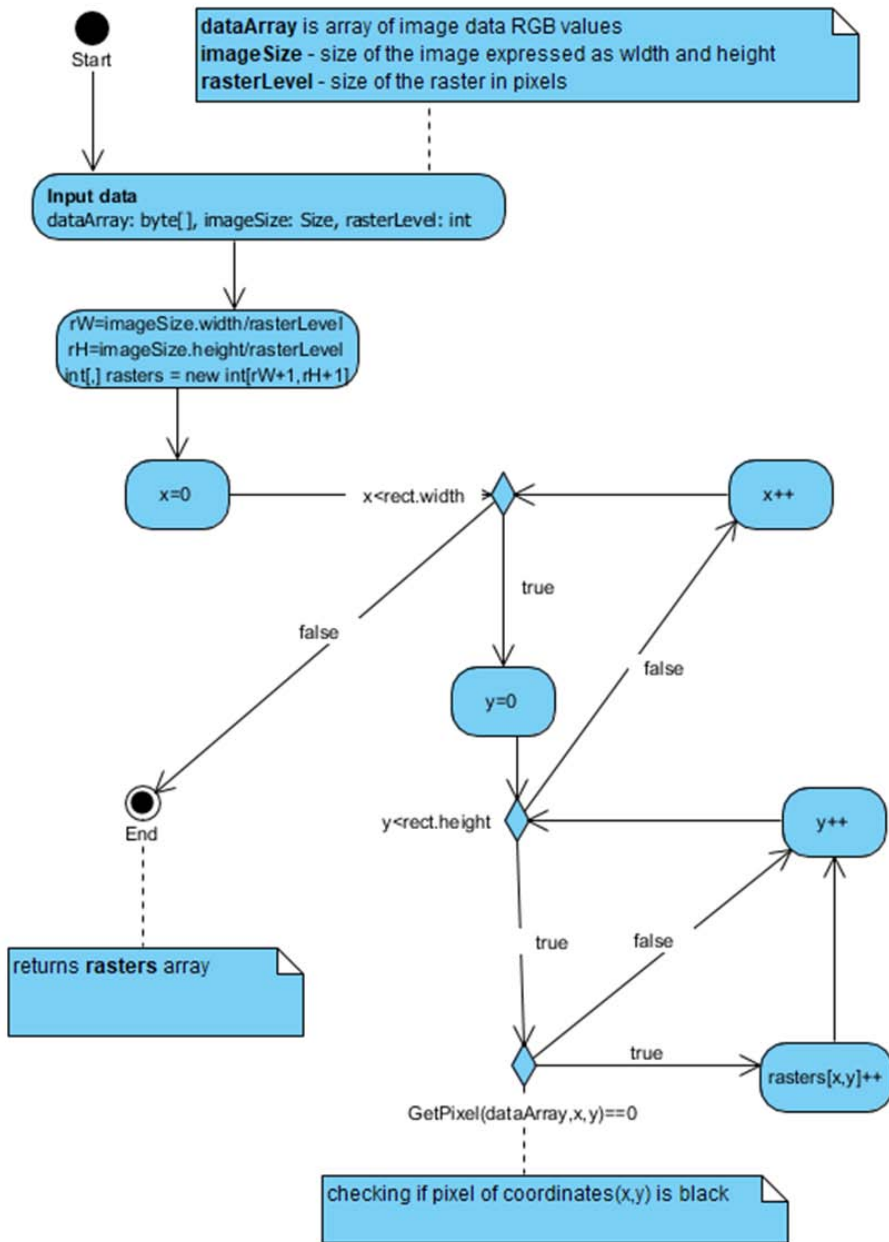 Start
dataArray is array of image data RGB values
imageSize - size of the image expressed as width and height
rasterLevel - size of the raster in pixels
Input data
dataArray: byte[], imageSize: Size, rasterLevel: int
rW=imageSize.width/rasterLevel
rH=imageSize.height/rasterLevel
int[,] rasters = new int[rW+1,rH+1]
x=0
x<rect.width
x++
true
false
false
y=0
End
y<rect.height
y++
true
false
returns rasters array
true
rasters[x,y]++
GetPixel(dataArray,x,y)==0
checking if pixel of coordinates(x,y) is black